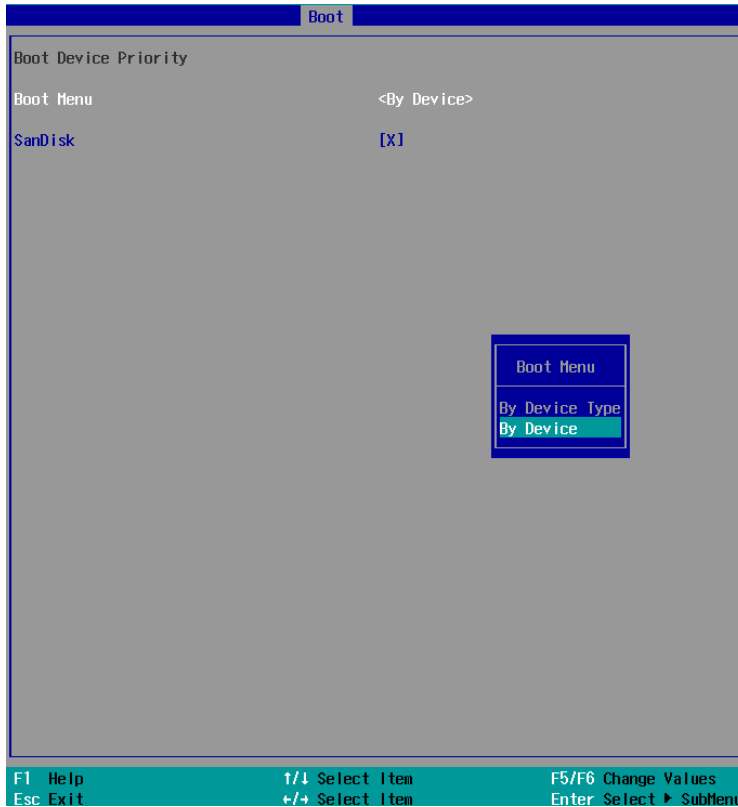 Boot
Boot Device Priority
Boot Menu <By Device>
SanDisk [X]
Boot Menu
By Device Type
By Device
F1 Help ↑/↓ Select Item F5/F6 Change Values
Esc Exit ←/→ Select Item Enter Select ▶ SubMenu